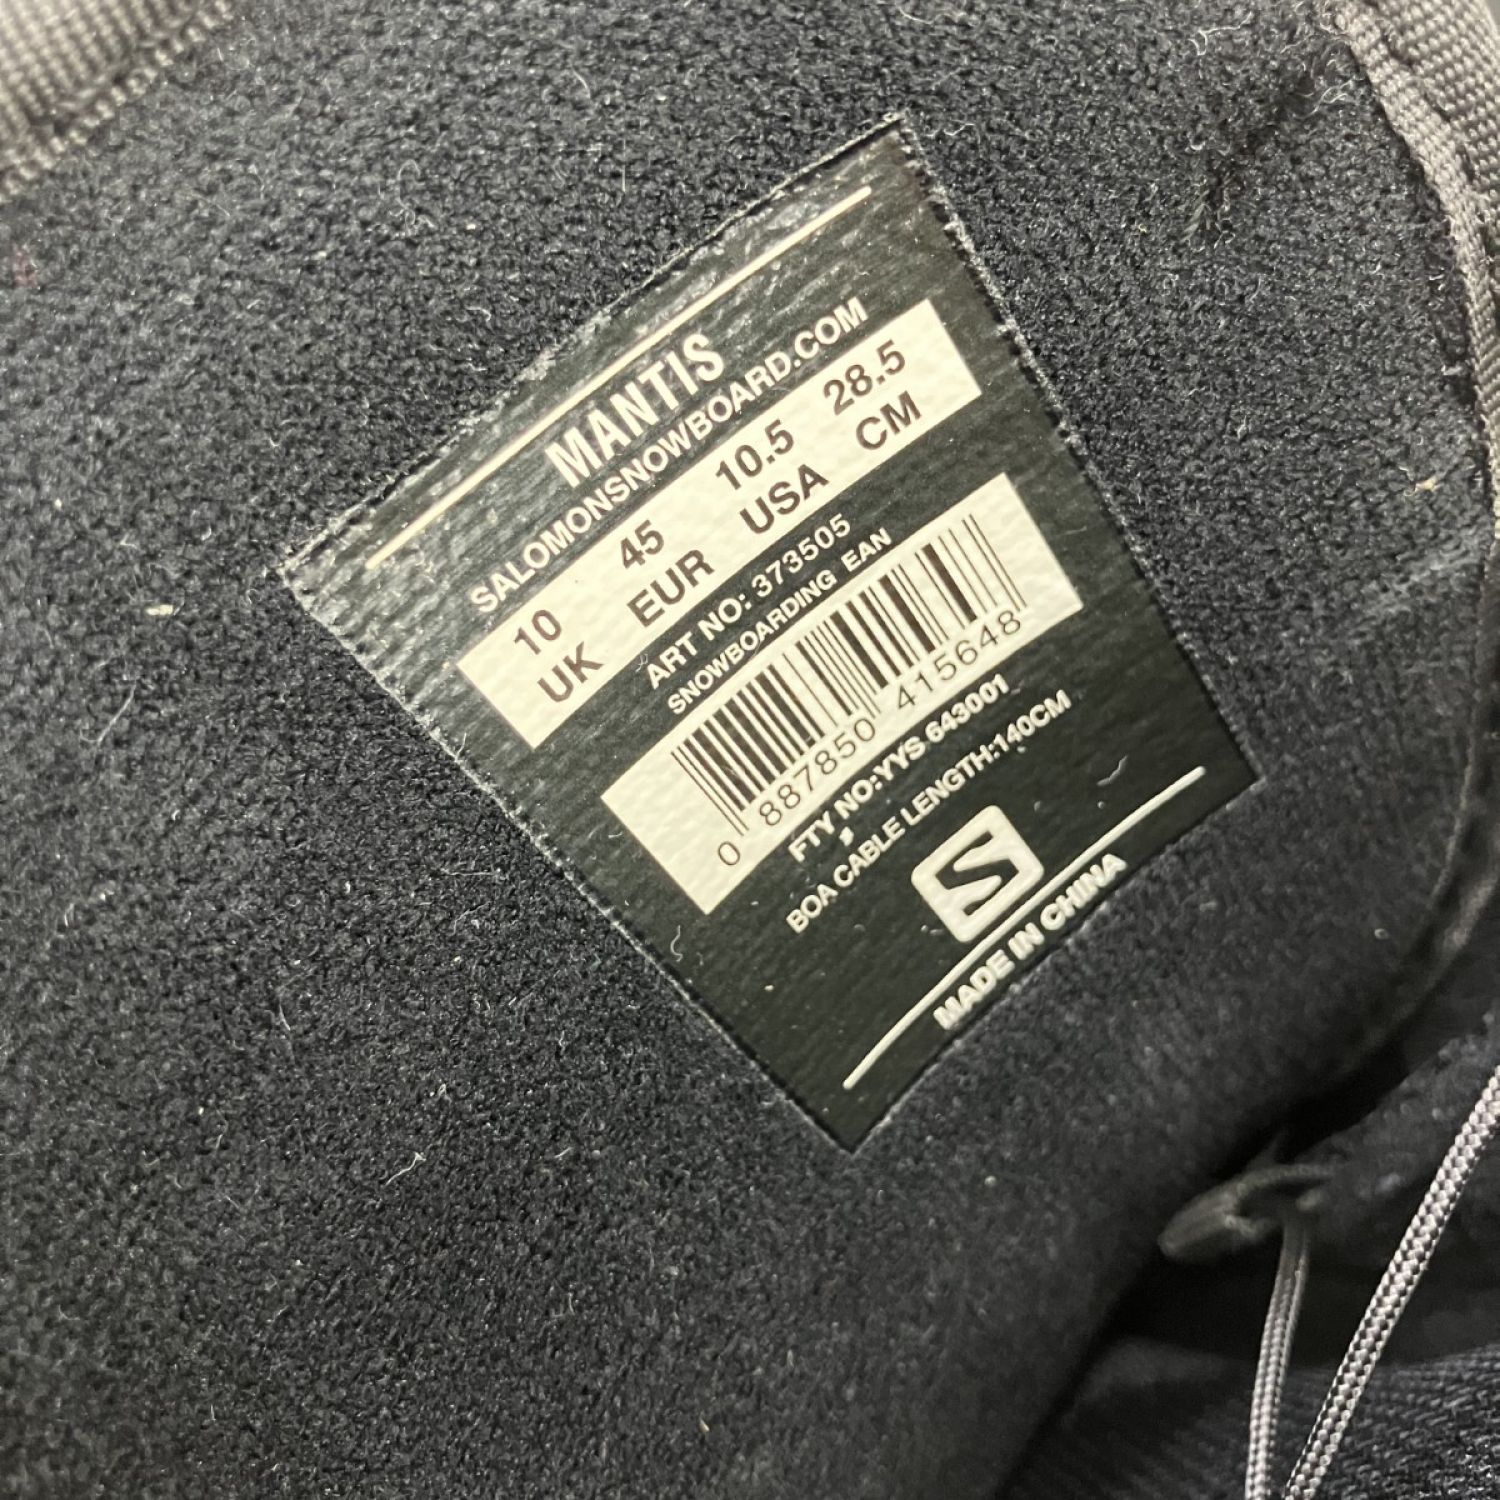 MANTIS
SALOMONSNOWBOARD.COM
10 45 10.5 28.5
UK EUR USA CM
ART NO: 373505
SNOWBOARDING EAN
0 887850 415648
FTY NO:YYS 643001
BOA CABLE LENGTH:140CM
S
MADE IN CHINA